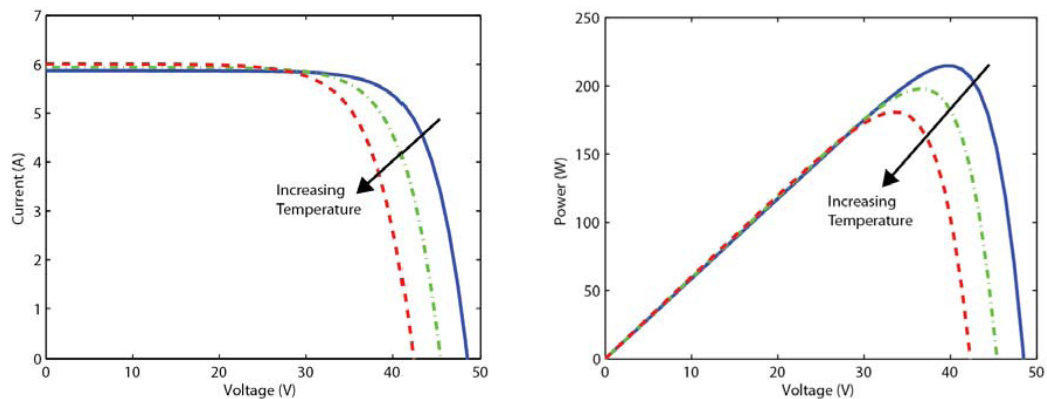 7
6
5
4
3
2
1
0
Current (A)
Increasing
Temperature
0 10 20 30 40 50
Voltage (V)
250
200
150
100
50
0
Power (W)
Increasing
Temperature
0 10 20 30 40 50
Voltage (V)